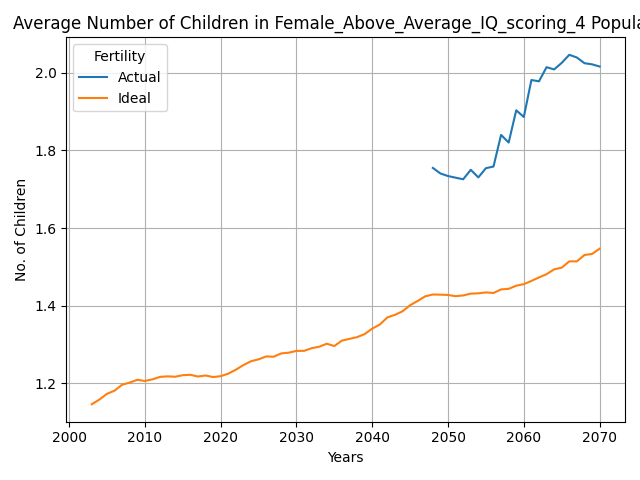 Average Number of Children in Female_Above_Average_IQ_scoring_4 Popula
Fertility
Actual
Ideal
No. of Children
2.0
1.8
1.6
1.4
1.2
2000 2010 2020 2030 2040 2050 2060 2070
Years